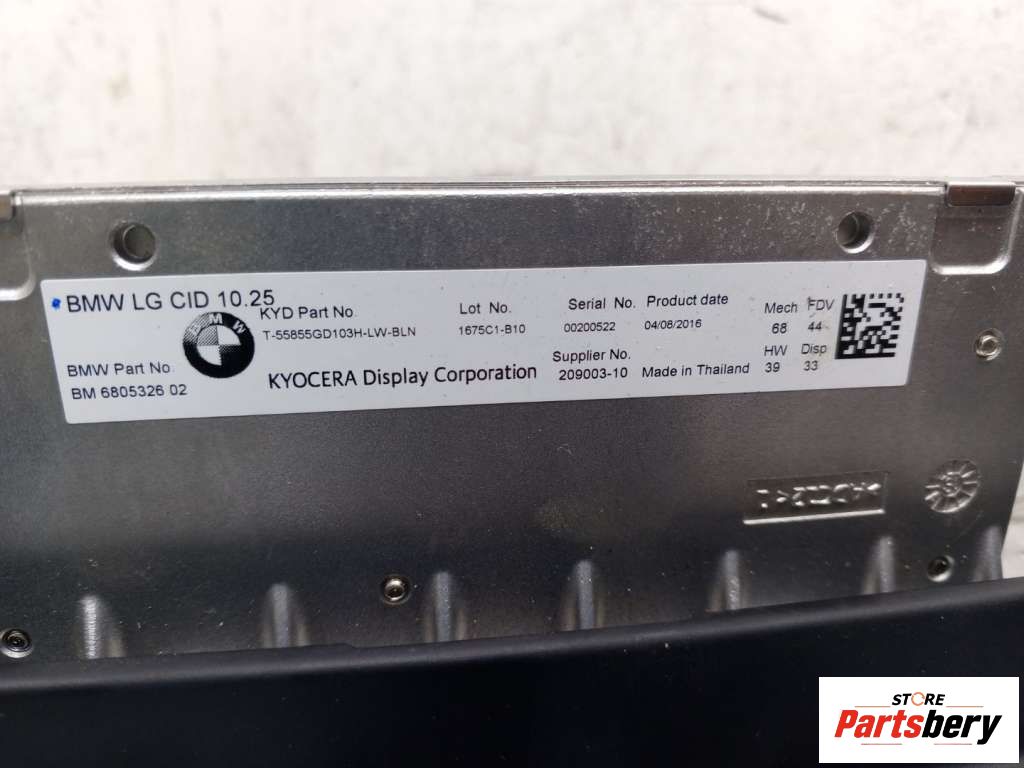 BMW LG CID 10.25
BMW
BMW Part No.
BM 6805326 02
KYD Part No.
T-55855GD103H-LW-BLN
Lot No.
1675C1-B10
Serial No.
00200522
Product date
04/08/2016
KYOCERA Display Corporation
Supplier No.
209003-10
Made in Thailand
Mech FDV
68 44
HW Disp
39 33
STORE
Partsbery